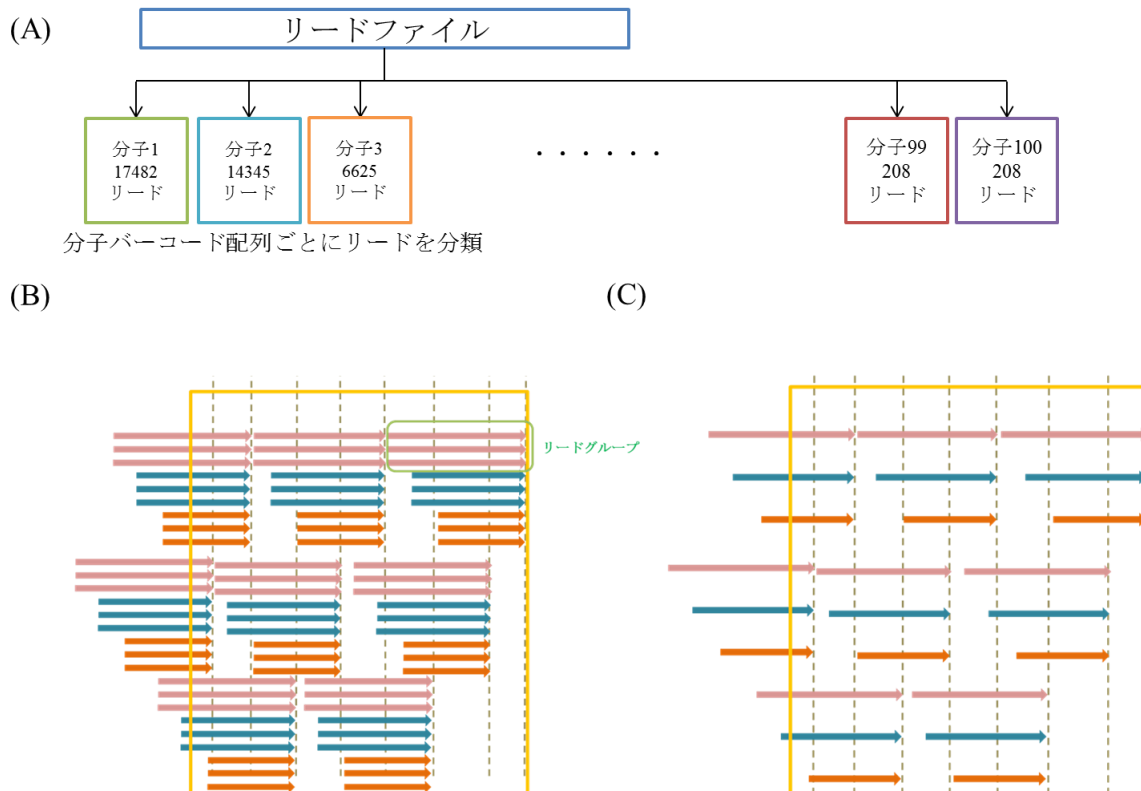 (A)
リードファイル
分子1
17482
リード
分子2
14345
リード
分子3
6625
リード
・・・・・・
分子99
208
リード
分子100
208
リード
分子バーコード配列ごとにリードを分類
(B)
(C)
リードグループ